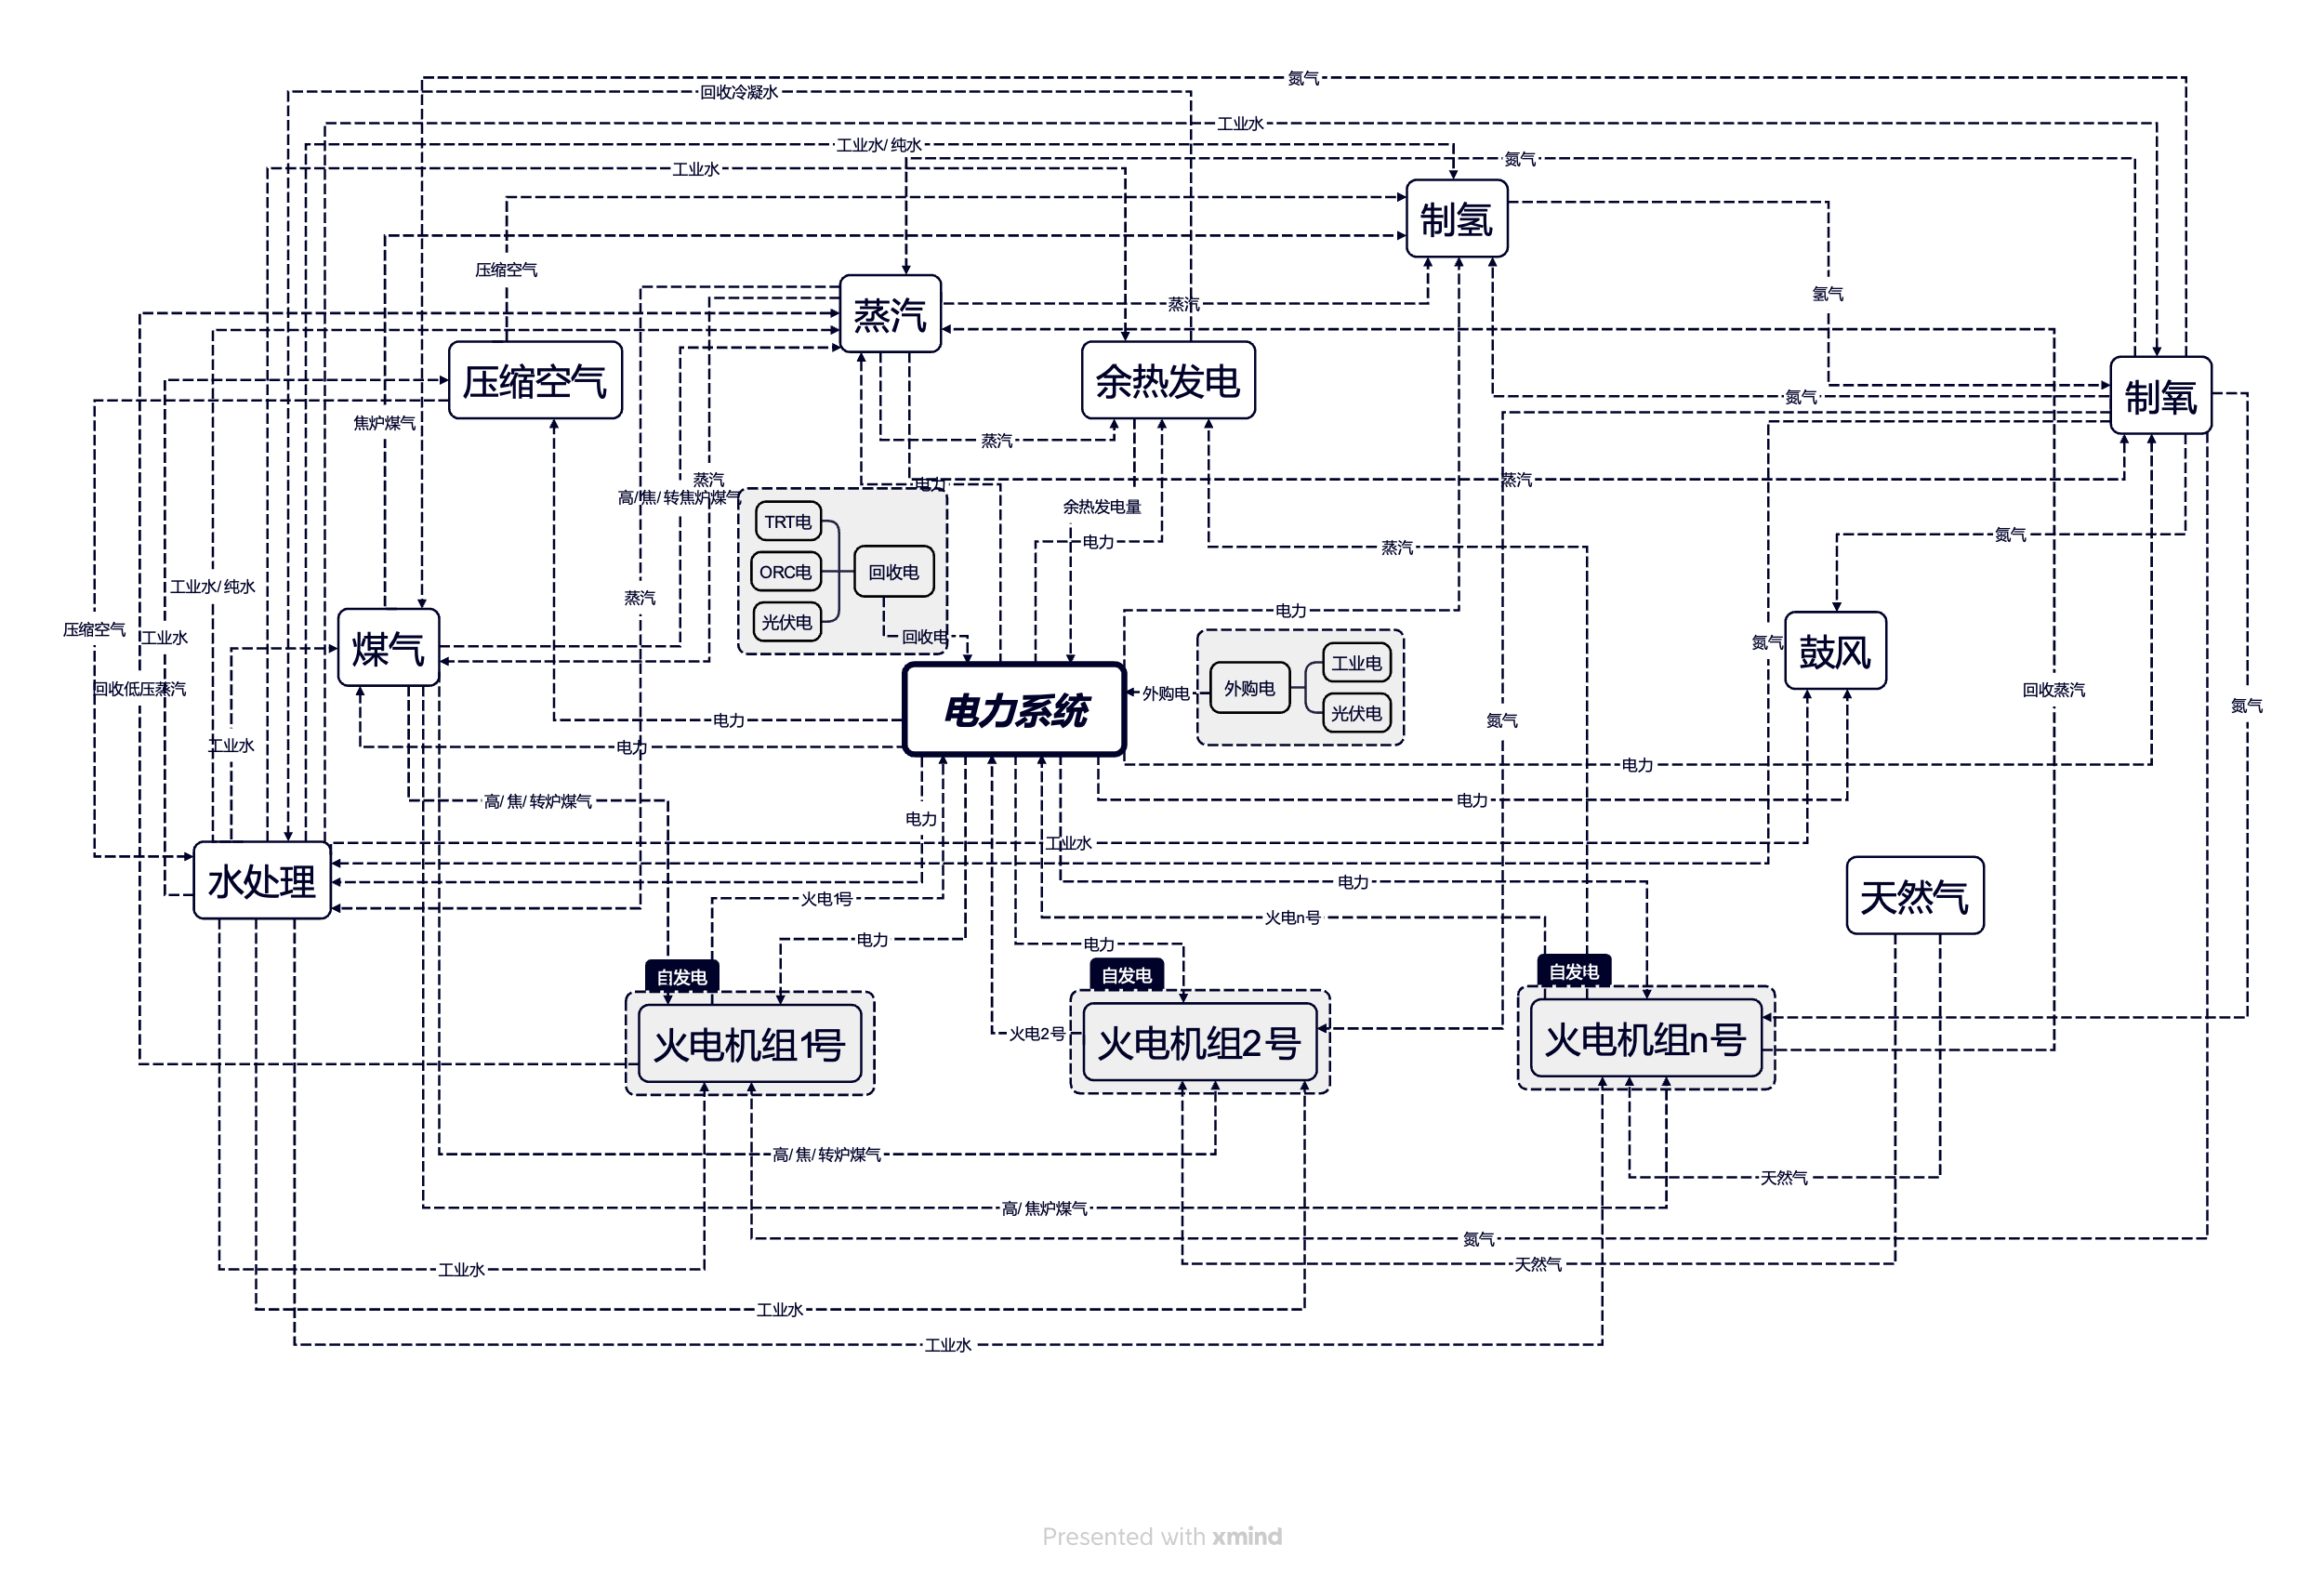 氮气
回收冷凝水
工业水
工业水/ 纯水
氮气
工业水
制氢
压缩空气
氢气
蒸汽
蒸汽
压缩空气
余热发电
制氧
氮气
焦炉煤气
蒸汽
蒸汽
蒸汽
电力
高/ 焦/ 转焦炉煤气
余热发电量
TRT电
氮气
电力
蒸汽
ORC电
回收电
工业水/ 纯水
蒸汽
电力
光伏电
压缩空气
工业水
回收电
煤气
氮气
鼓风
工业电
外购电
回收低压蒸汽
外购电
回收蒸汽
氮气
电力系统
光伏电
电力
氮气
工业水
电力
电力
高/ 焦/ 转炉煤气
电力
电力
工业水
水处理
电力
天然气
火电1号
火电n号
电力
电力
自发电
自发电
自发电
火电2号
火电机组1号
火电机组2号
火电机组n号
高/ 焦/ 转炉煤气
天然气
高/ 焦炉煤气
氮气
天然气
工业水
工业水
工业水
Presented with xmind